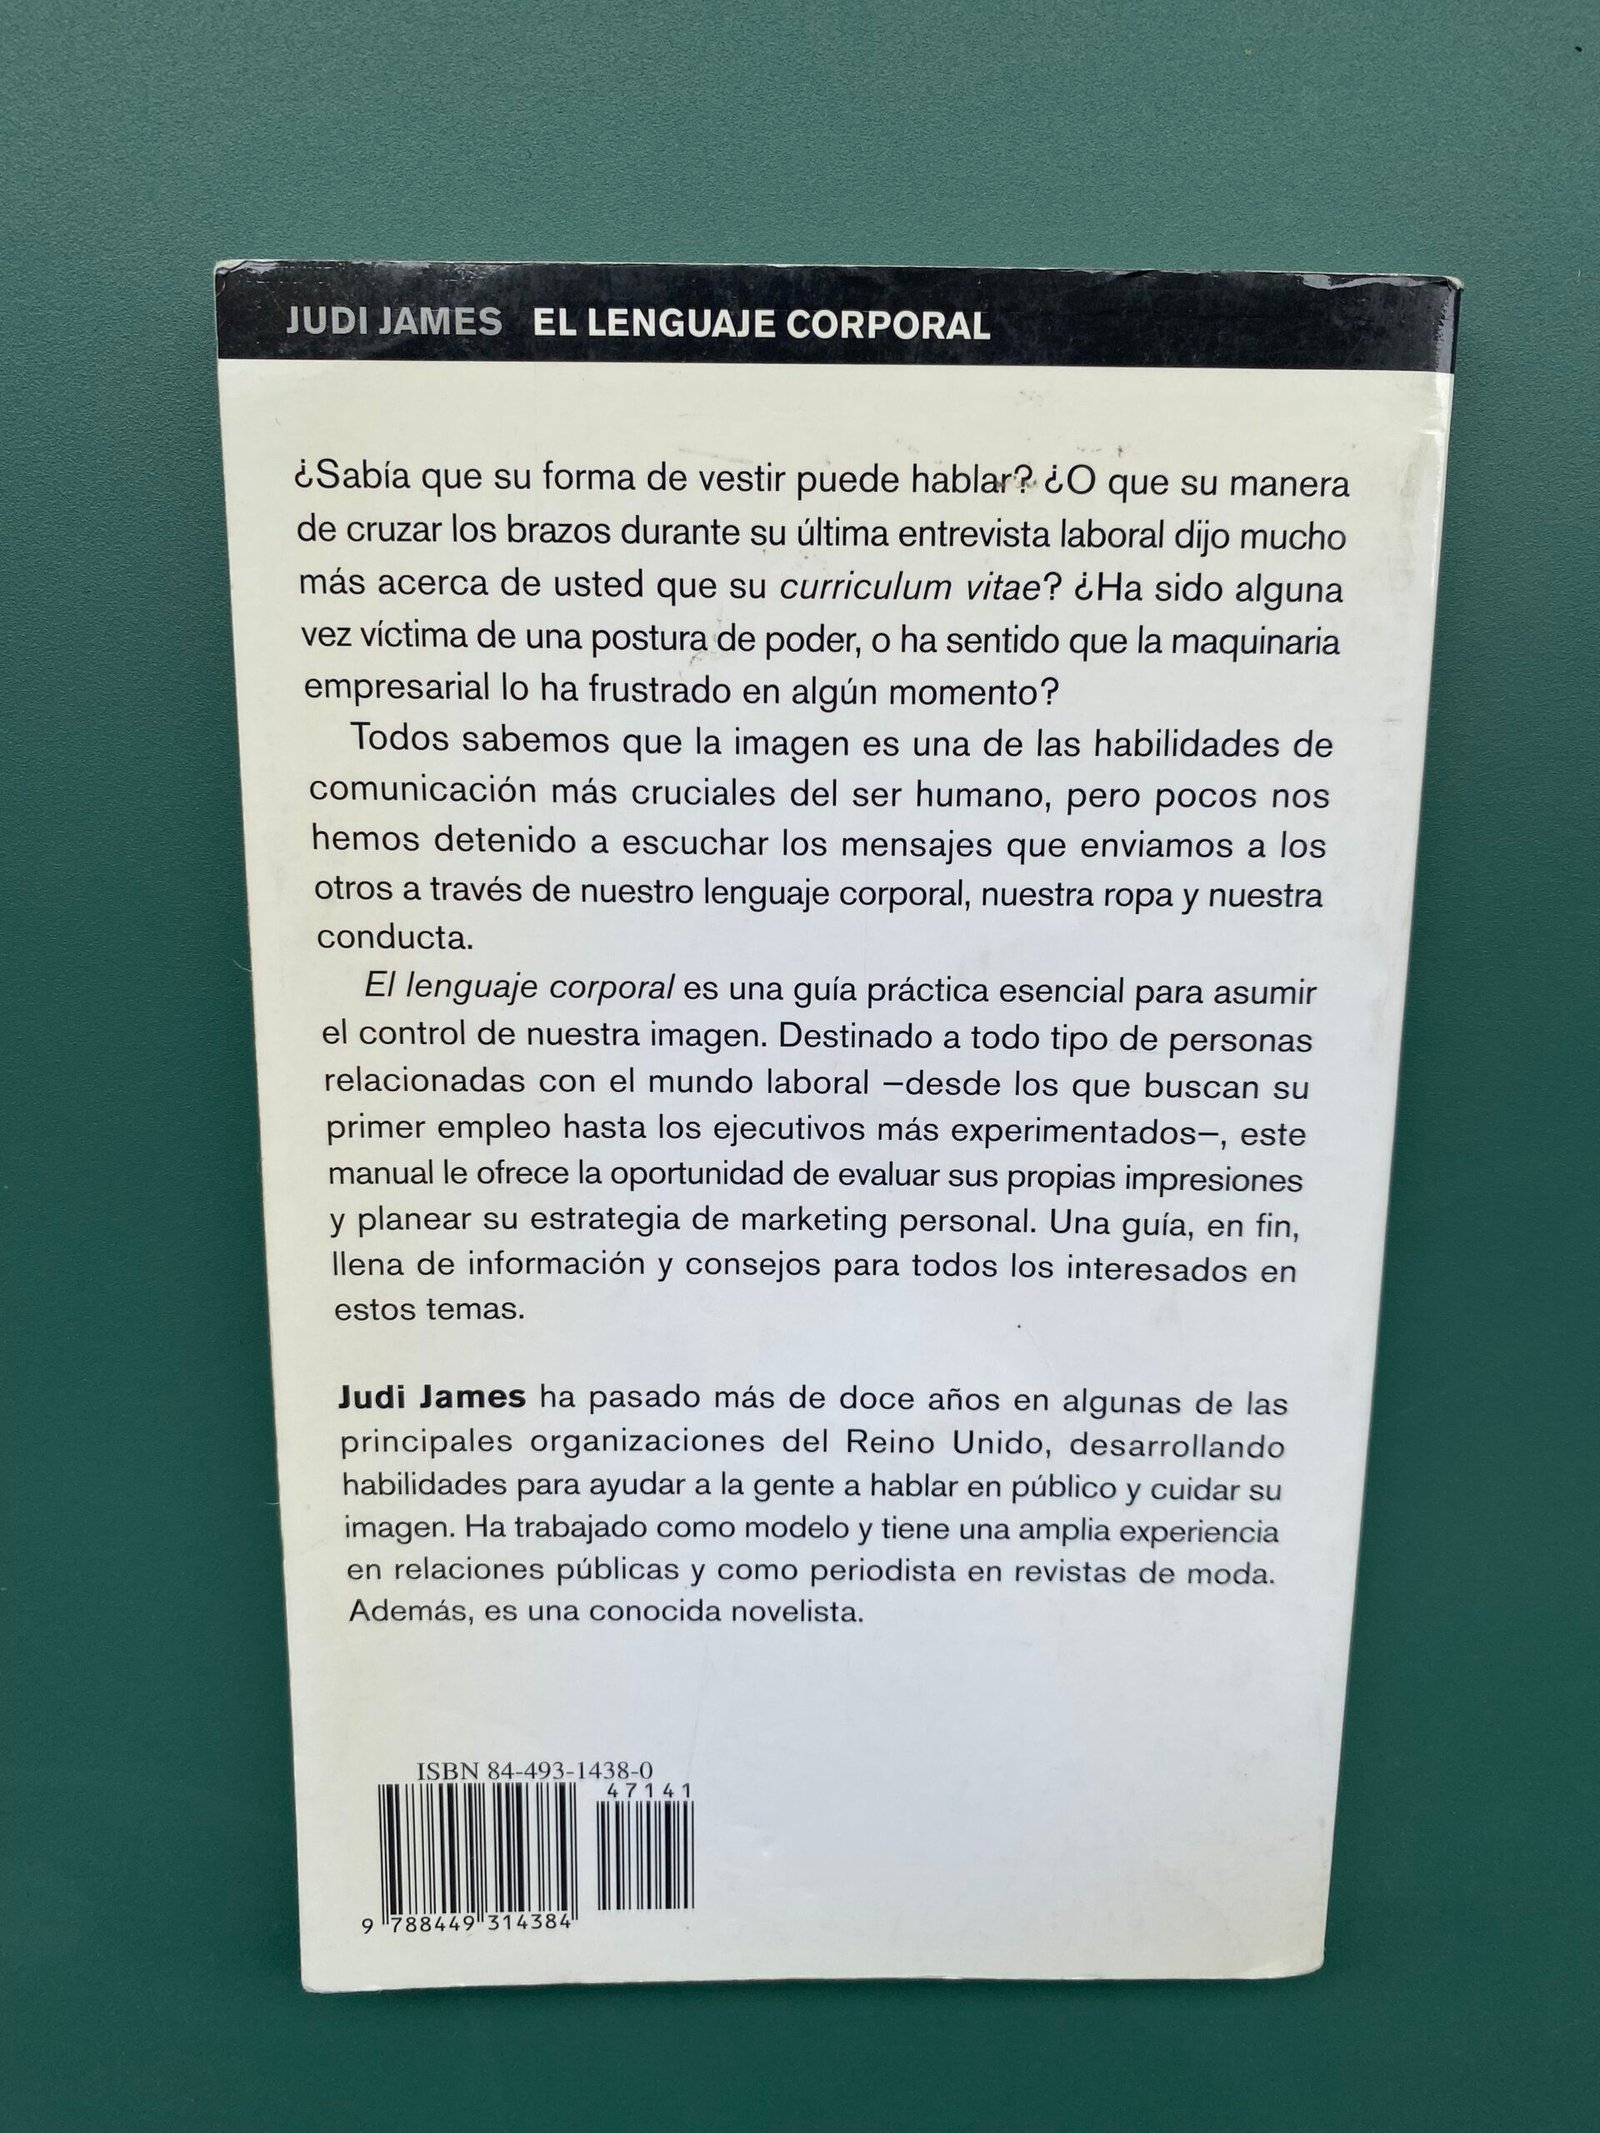 JUDI JAMES EL LENGUAJE CORPORAL
¿Sabía que su forma de vestir puede hablar? ¿O que su manera
de cruzar los brazos durante su última entrevista laboral dijo mucho
más acerca de usted que su curriculum vitae? ¿Ha sido alguna
vez víctima de una postura de poder, o ha sentido que la maquinaria
empresarial lo ha frustrado en algún momento?
Todos sabemos que la imagen es una de las habilidades de
comunicación más cruciales del ser humano, pero pocos nos
hemos detenido a escuchar los mensajes que enviamos a los
otros a través de nuestro lenguaje corporal, nuestra ropa y nuestra
conducta.
El lenguaje corporal es una guía práctica esencial para asumir
el control de nuestra imagen. Destinado a todo tipo de personas
relacionadas con el mundo laboral –desde los que buscan su
primer empleo hasta los ejecutivos más experimentados–, este
manual le ofrece la oportunidad de evaluar sus propias impresiones
y planear su estrategia de marketing personal. Una guía, en fin,
llena de información y consejos para todos los interesados en
estos temas.
Judi James ha pasado más de doce años en algunas de las
principales organizaciones del Reino Unido, desarrollando
habilidades para ayudar a la gente a hablar en público y cuidar su
imagen. Ha trabajado como modelo y tiene una amplia experiencia
en relaciones públicas y como periodista en revistas de moda.
Además, es una conocida novelista.
ISBN 84-493-1438-0
47141
9 788449 314384